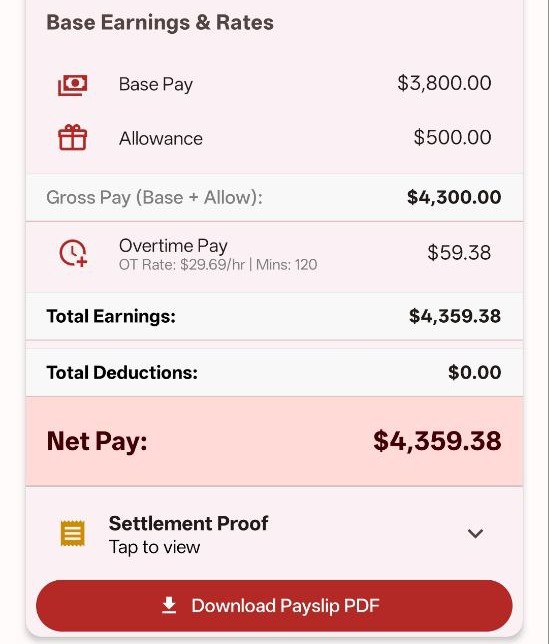 Base Earnings & Rates
Base Pay $3,800.00
Allowance $500.00
Gross Pay (Base + Allow): $4,300.00
Overtime Pay $59.38
OT Rate: $29.69/hr | Mins: 120
Total Earnings: $4,359.38
Total Deductions: $0.00
Net Pay: $4,359.38
Settlement Proof
Tap to view
Download Payslip PDF